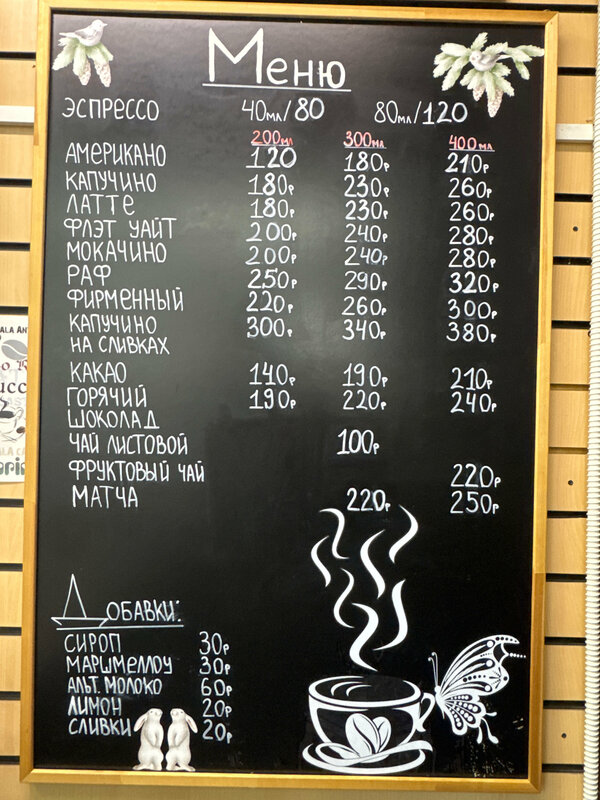 Меню
ЭСПРЕССО 40мл/80 80мл/120
200мл 300мл 400мл
АМЕРИКАНО 120 180р 210р
КАПУЧИНО 180р 230р 260р
ЛАТТЕ 180р 230р 260р
ФЛЭТ УАЙТ 200р 240р 280р
МОКАЧИНО 200р 240р 280р
РАФ 250р 290р 320р
ФИРМЕННЫЙ 220р 260р 300р
КАПУЧИНО 300р 340р 380р
НА СЛИВКАХ
КАКАО 140р 190р 210р
ГОРЯЧИЙ 190р 220р 240р
ШОКОЛАД
ЧАЙ ЛИСТОВОЙ 100р
ФРУКТОВЫЙ ЧАЙ 220р
МАТЧА 220р 250р
ДОБАВКИ:
СИРОП 30р
МАРШМЕЛЛОУ 30р
АЛЬТ. МОЛОКО 60р
ЛИМОН 20р
СЛИВКИ 20р